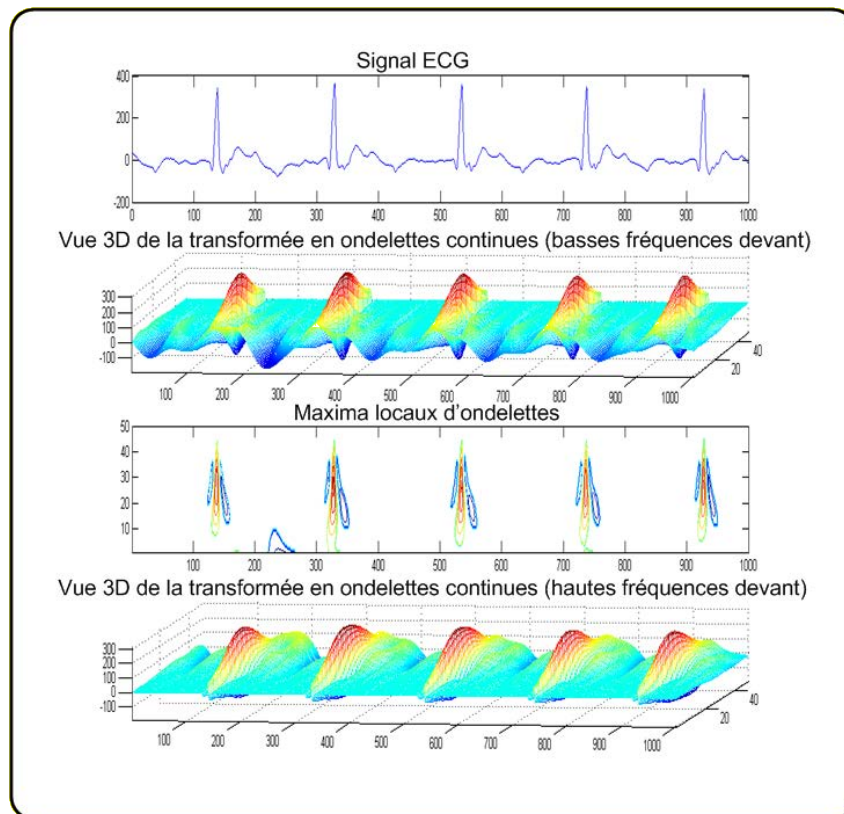 Signal ECG
400
200
0
-200
0 100 200 300 400 500 600 700 800 900 1000
Vue 3D de la transformée en ondelettes continues (basses fréquences devant)
300
200
100
0
-100
40
20
100 200 300 400 500 600 700 800 900 1000
Maxima locaux d'ondelettes
50
40
30
20
10
100 200 300 400 500 600 700 800 900 1000
Vue 3D de la transformée en ondelettes continues (hautes fréquences devant)
300
200
100
0
-100
40
20
100 200 300 400 500 600 700 800 900 1000